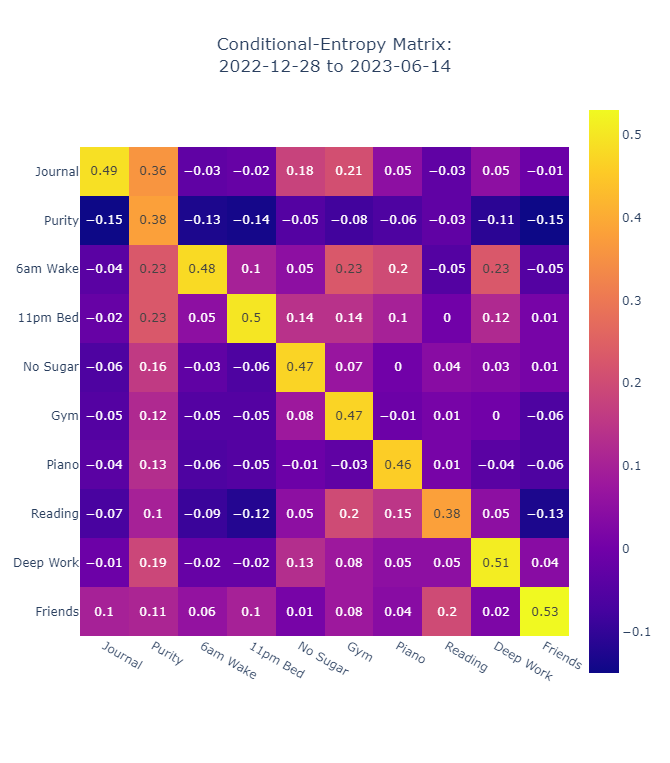 Conditional-Entropy Matrix:
2022-12-28 to 2023-06-14
Journal 0.49 0.36 −0.03 −0.02 0.18 0.21 0.05 −0.03 0.05 −0.01
Purity −0.15 0.38 −0.13 −0.14 −0.05 −0.08 −0.06 −0.03 −0.11 −0.15
6am Wake −0.04 0.23 0.48 0.1 0.05 0.23 0.2 −0.05 0.23 −0.05
11pm Bed −0.02 0.23 0.05 0.5 0.14 0.14 0.1 0 0.12 0.01
No Sugar −0.06 0.16 −0.03 −0.06 0.47 0.07 0 0.04 0.03 0.01
Gym −0.05 0.12 −0.05 −0.05 0.08 0.47 −0.01 0.01 0 −0.06
Piano −0.04 0.13 −0.06 −0.05 −0.01 −0.03 0.46 0.01 −0.04 −0.06
Reading −0.07 0.1 −0.09 −0.12 0.05 0.2 0.15 0.38 0.05 −0.13
Deep Work −0.01 0.19 −0.02 −0.02 0.13 0.08 0.05 0.05 0.51 0.04
Friends 0.1 0.11 0.06 0.1 0.01 0.08 0.04 0.2 0.02 0.53
Journal Purity 6am Wake 11pm Bed No Sugar Gym Piano Reading Deep Work Friends
0.5
0.4
0.3
0.2
0.1
0
−0.1